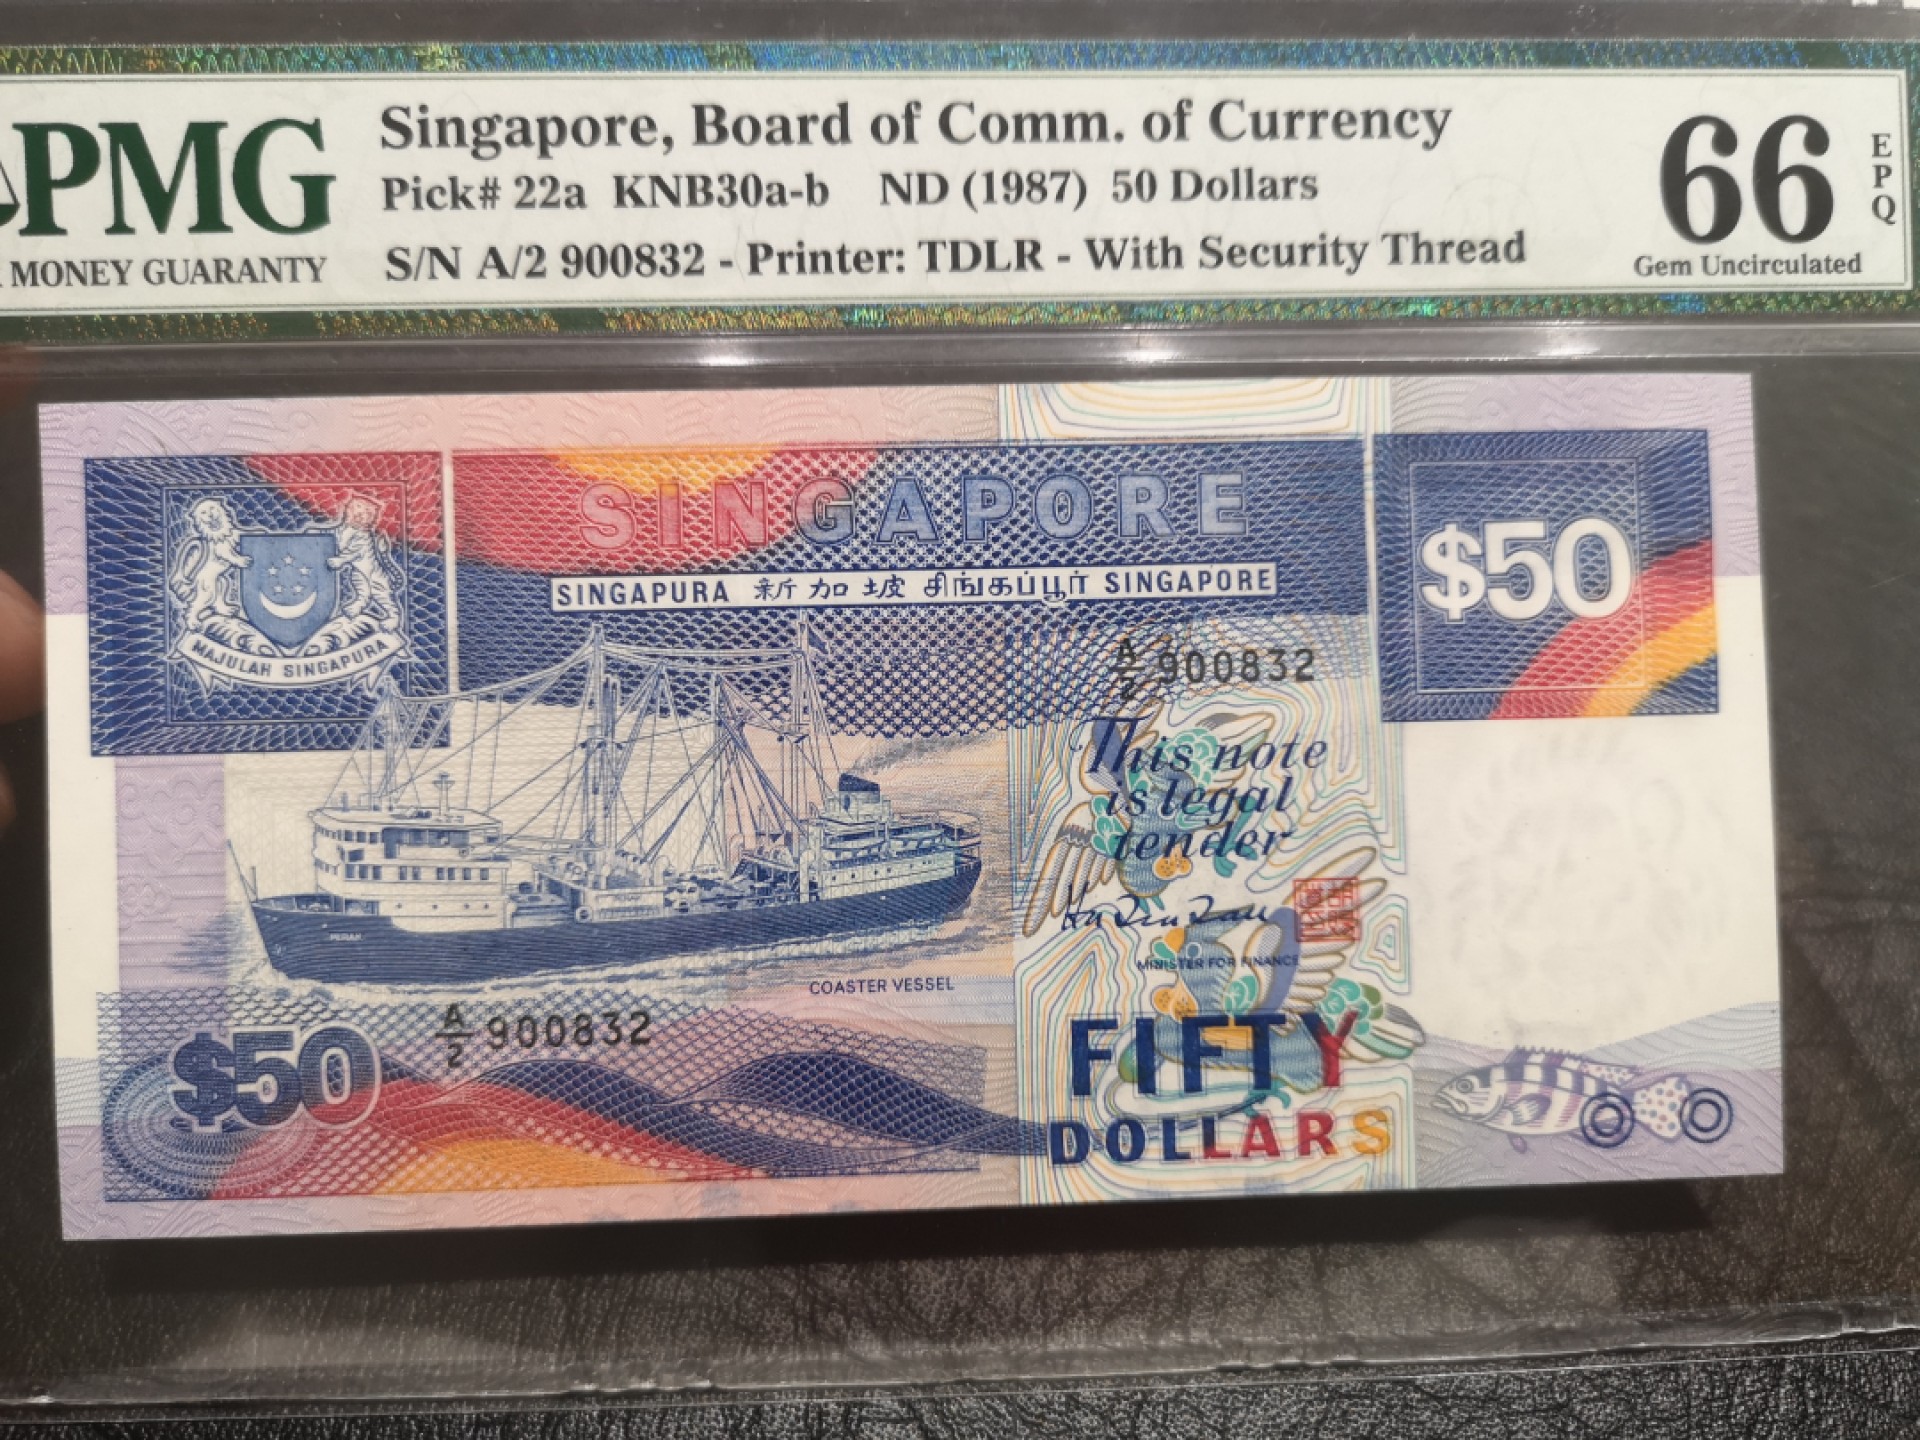 PMG
MONEY GUARANTY
Singapore, Board of Comm. of Currency
Pick# 22a KNB30a-b ND (1987) 50 Dollars
S/N A/2 900832 - Printer: TDLR - With Security Thread
66
EPQ
Gem Uncirculated
SINGAPORE
SINGAPURA 新加坡 சிங்கப்பூர் SINGAPORE
MAJULAH SINGAPURA
$50
A/2 900832
This note
is legal
tender
MINISTER FOR FINANCE
PERAK
COASTER VESSEL
A/2 900832
$50
FIFTY
DOLLARS